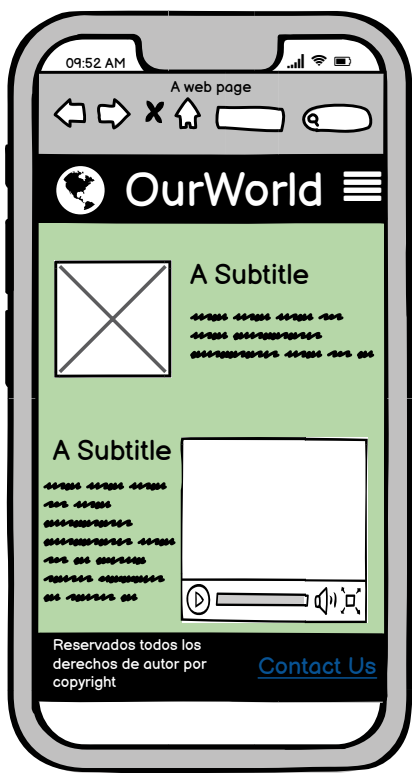 09:52 AM
A web page
OurWorld
A Subtitle
A Subtitle
Reservados todos los
derechos de autor por
copyright
Contact Us